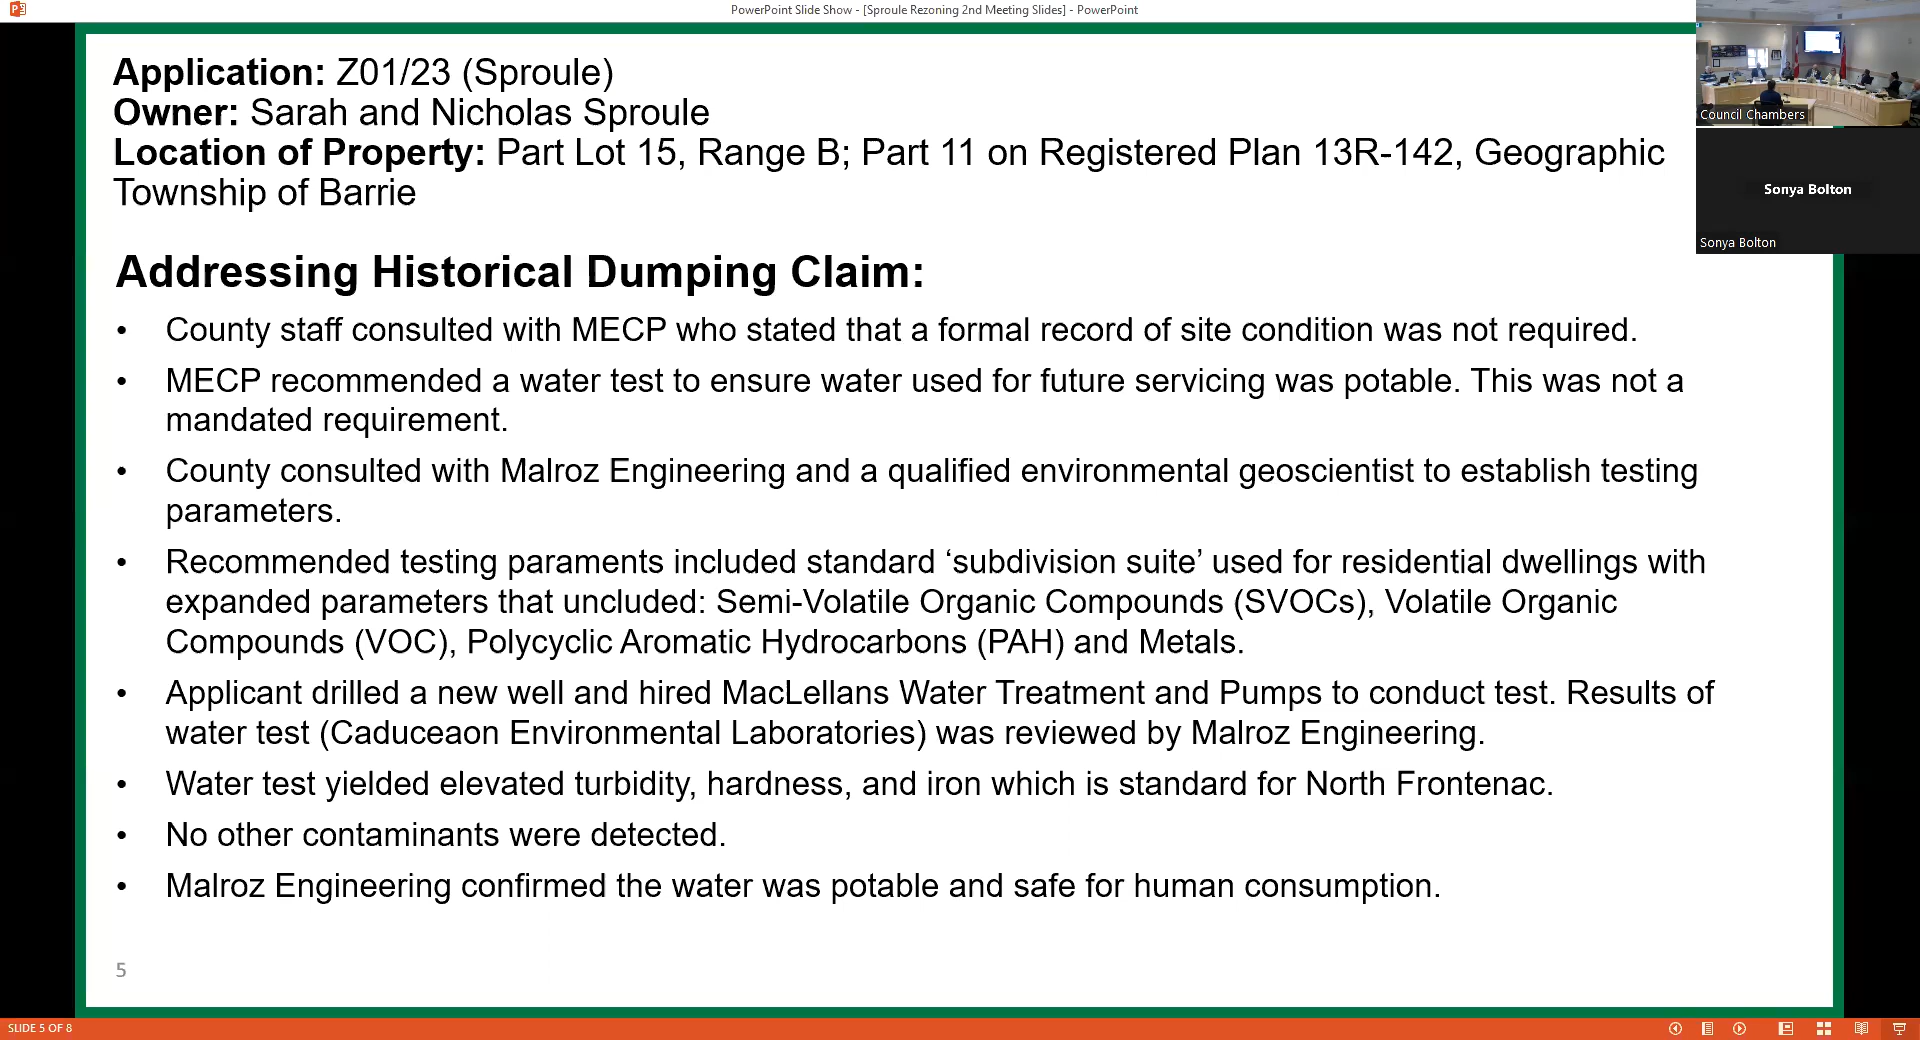 PowerPoint Slide Show - [Sproule Rezoning 2nd Meeting Slides] - PowerPoint
Application: Z01/23 (Sproule)
Owner: Sarah and Nicholas Sproule
Location of Property: Part Lot 15, Range B; Part 11 on Registered Plan 13R-142, Geographic
Township of Barrie
Council Chambers
Sonya Bolton
Sonya Bolton
Addressing Historical Dumping Claim:
• County staff consulted with MECP who stated that a formal record of site condition was not required.
• MECP recommended a water test to ensure water used for future servicing was potable. This was not a
mandated requirement.
• County consulted with Malroz Engineering and a qualified environmental geoscientist to establish testing
parameters.
• Recommended testing paraments included standard ‘subdivision suite’ used for residential dwellings with
expanded parameters that uncluded: Semi-Volatile Organic Compounds (SVOCs), Volatile Organic
Compounds (VOC), Polycyclic Aromatic Hydrocarbons (PAH) and Metals.
• Applicant drilled a new well and hired MacLellans Water Treatment and Pumps to conduct test. Results of
water test (Caduceaon Environmental Laboratories) was reviewed by Malroz Engineering.
• Water test yielded elevated turbidity, hardness, and iron which is standard for North Frontenac.
• No other contaminants were detected.
• Malroz Engineering confirmed the water was potable and safe for human consumption.
5
SLIDE 5 OF 8